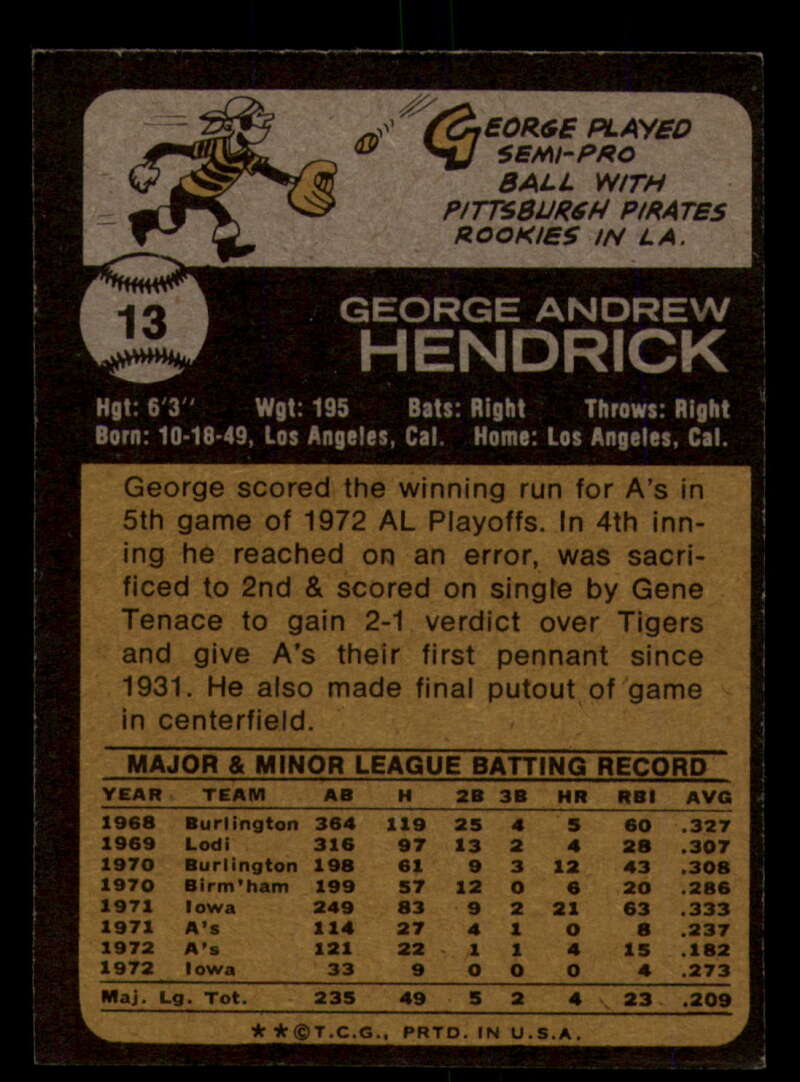 GEORGE PLAYED
SEMI-PRO
BALL WITH
PITTSBURGH PIRATES
ROOKIES IN LA.
13
GEORGE ANDREW
HENDRICK
Hgt: 6'3" Wgt: 195 Bats: Right Throws: Right
Born: 10-18-49, Los Angeles, Cal. Home: Los Angeles, Cal.
George scored the winning run for A's in
5th game of 1972 AL Playoffs. In 4th inn-
ing he reached on an error, was sacri-
ficed to 2nd & scored on single by Gene
Tenace to gain 2-1 verdict over Tigers
and give A's their first pennant since
1931. He also made final putout of game
in centerfield.
MAJOR & MINOR LEAGUE BATTING RECORD
YEAR TEAM AB H 2B 3B HR RBI AVG
1968 Burlington 364 119 25 4 5 60 .327
1969 Lodi 316 97 13 2 4 28 .307
1970 Burlington 198 61 9 3 12 43 .308
1970 Birm'ham 199 57 12 0 6 20 .286
1971 Iowa 249 83 9 2 21 63 .333
1971 A's 114 27 4 1 0 8 .237
1972 A's 121 22 1 1 4 15 .182
1972 Iowa 33 9 0 0 0 4 .273
Maj. Lg. Tot. 235 49 5 2 4 23 .209
★★©T.C.G., PRTD. IN U.S.A.